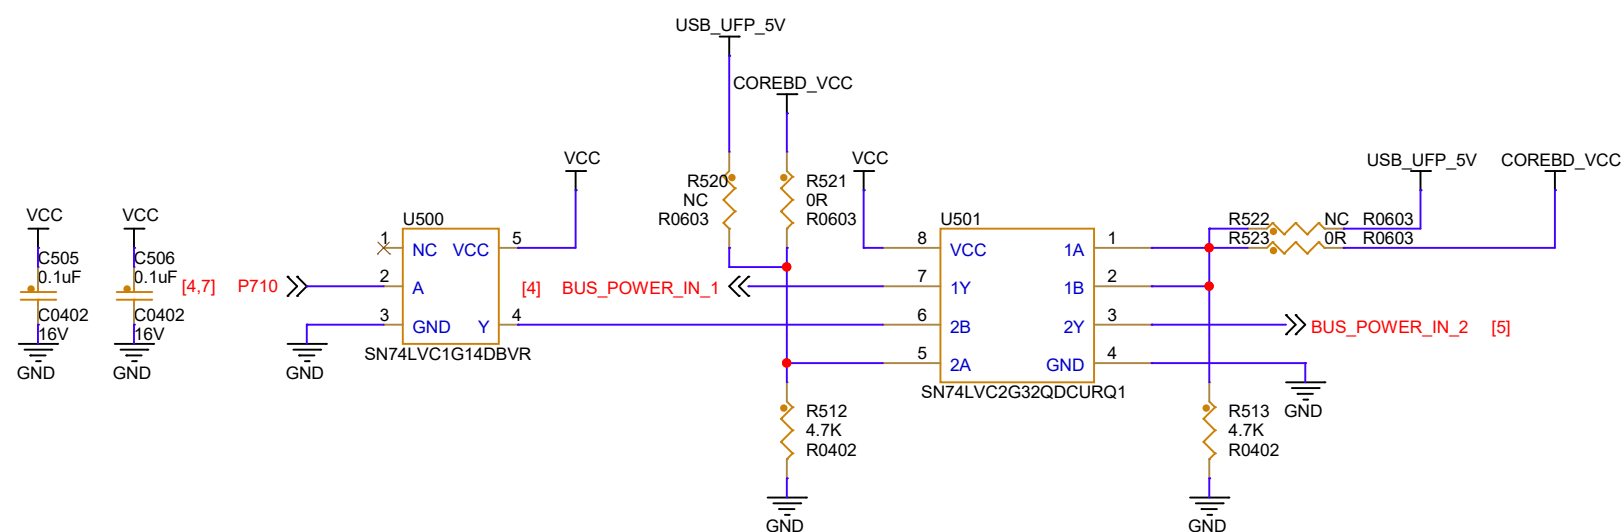 USB_UFP_5V
COREBD_VCC
VCC
C505
0.1uF
C0402
16V
GND
VCC
C506
0.1uF
C0402
16V
GND
[4,7] P710
GND
U500
1 NC VCC 5
2 A
3 GND Y 4
SN74LVC1G14DBVR
VCC
R520
NC
R0603
R521
0R
R0603
[4] BUS_POWER_IN_1
R512
4.7K
R0402
GND
VCC
U501
8 VCC 1A 1
7 1Y 1B 2
6 2B 2Y 3
5 2A GND 4
SN74LVC2G32QDCURQ1
USB_UFP_5V
COREBD_VCC
R522 NC R0603
R523 0R R0603
BUS_POWER_IN_2 [5]
GND
R513
4.7K
R0402
GND